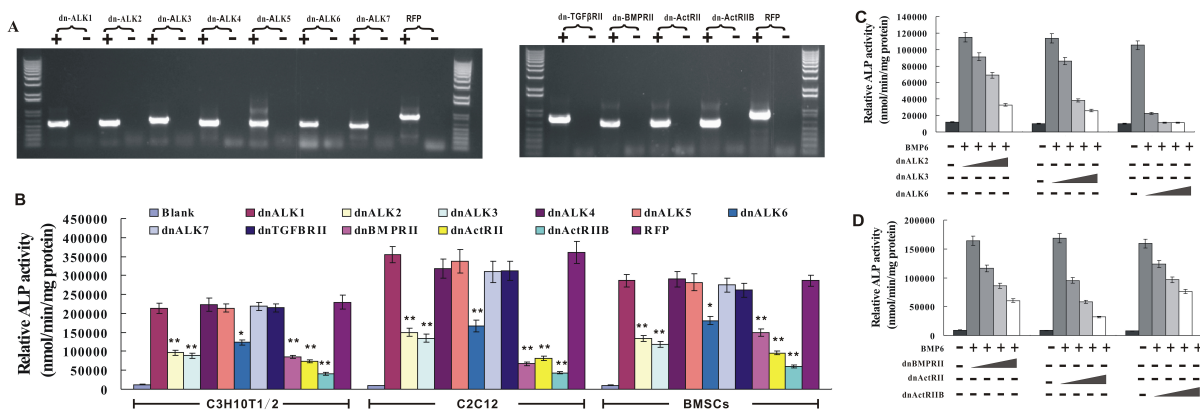 A
dn-ALK1 dn-ALK2 dn-ALK3 dn-ALK4 dn-ALK5 dn-ALK6 dn-ALK7 RFP
+ - + - + - + - + - + - + - + -
dn-TGFβRII dn-BMPRII dn-ActRII dn-ActRIIB RFP
+ - + - + - + - + -
B
Relative ALP activity
(nmol/min/mg protein)
450000
400000
350000
300000
250000
200000
150000
100000
50000
0
Blank dnALK1 dnALK2 dnALK3 dnALK4 dnALK5 dnALK6
dnALK7 dnTGFBRII dnBMPRII dnActRII dnActRIIB RFP
** ** * ** ** **
** ** ** ** ** **
** ** * ** ** **
C3H10T1/2 C2C12 BMSCs
C
Relative ALP activity
(nmol/min/mg protein)
140000
120000
100000
80000
60000
40000
20000
0
BMP6 - + + + + - + + + + - + + + +
dnALK2 - - - - - - - - - - -
dnALK3 - - - - - - - - - - -
dnALK6 - - - - - - - - - - -
D
Relative ALP activity
(nmol/min/mg protein)
200000
150000
100000
50000
0
BMP6 - + + + + - + + + + - + + + +
dnBMPRII - - - - - - - - - - -
dnActRII - - - - - - - - - - -
dnActRIIB - - - - - - - - - - -